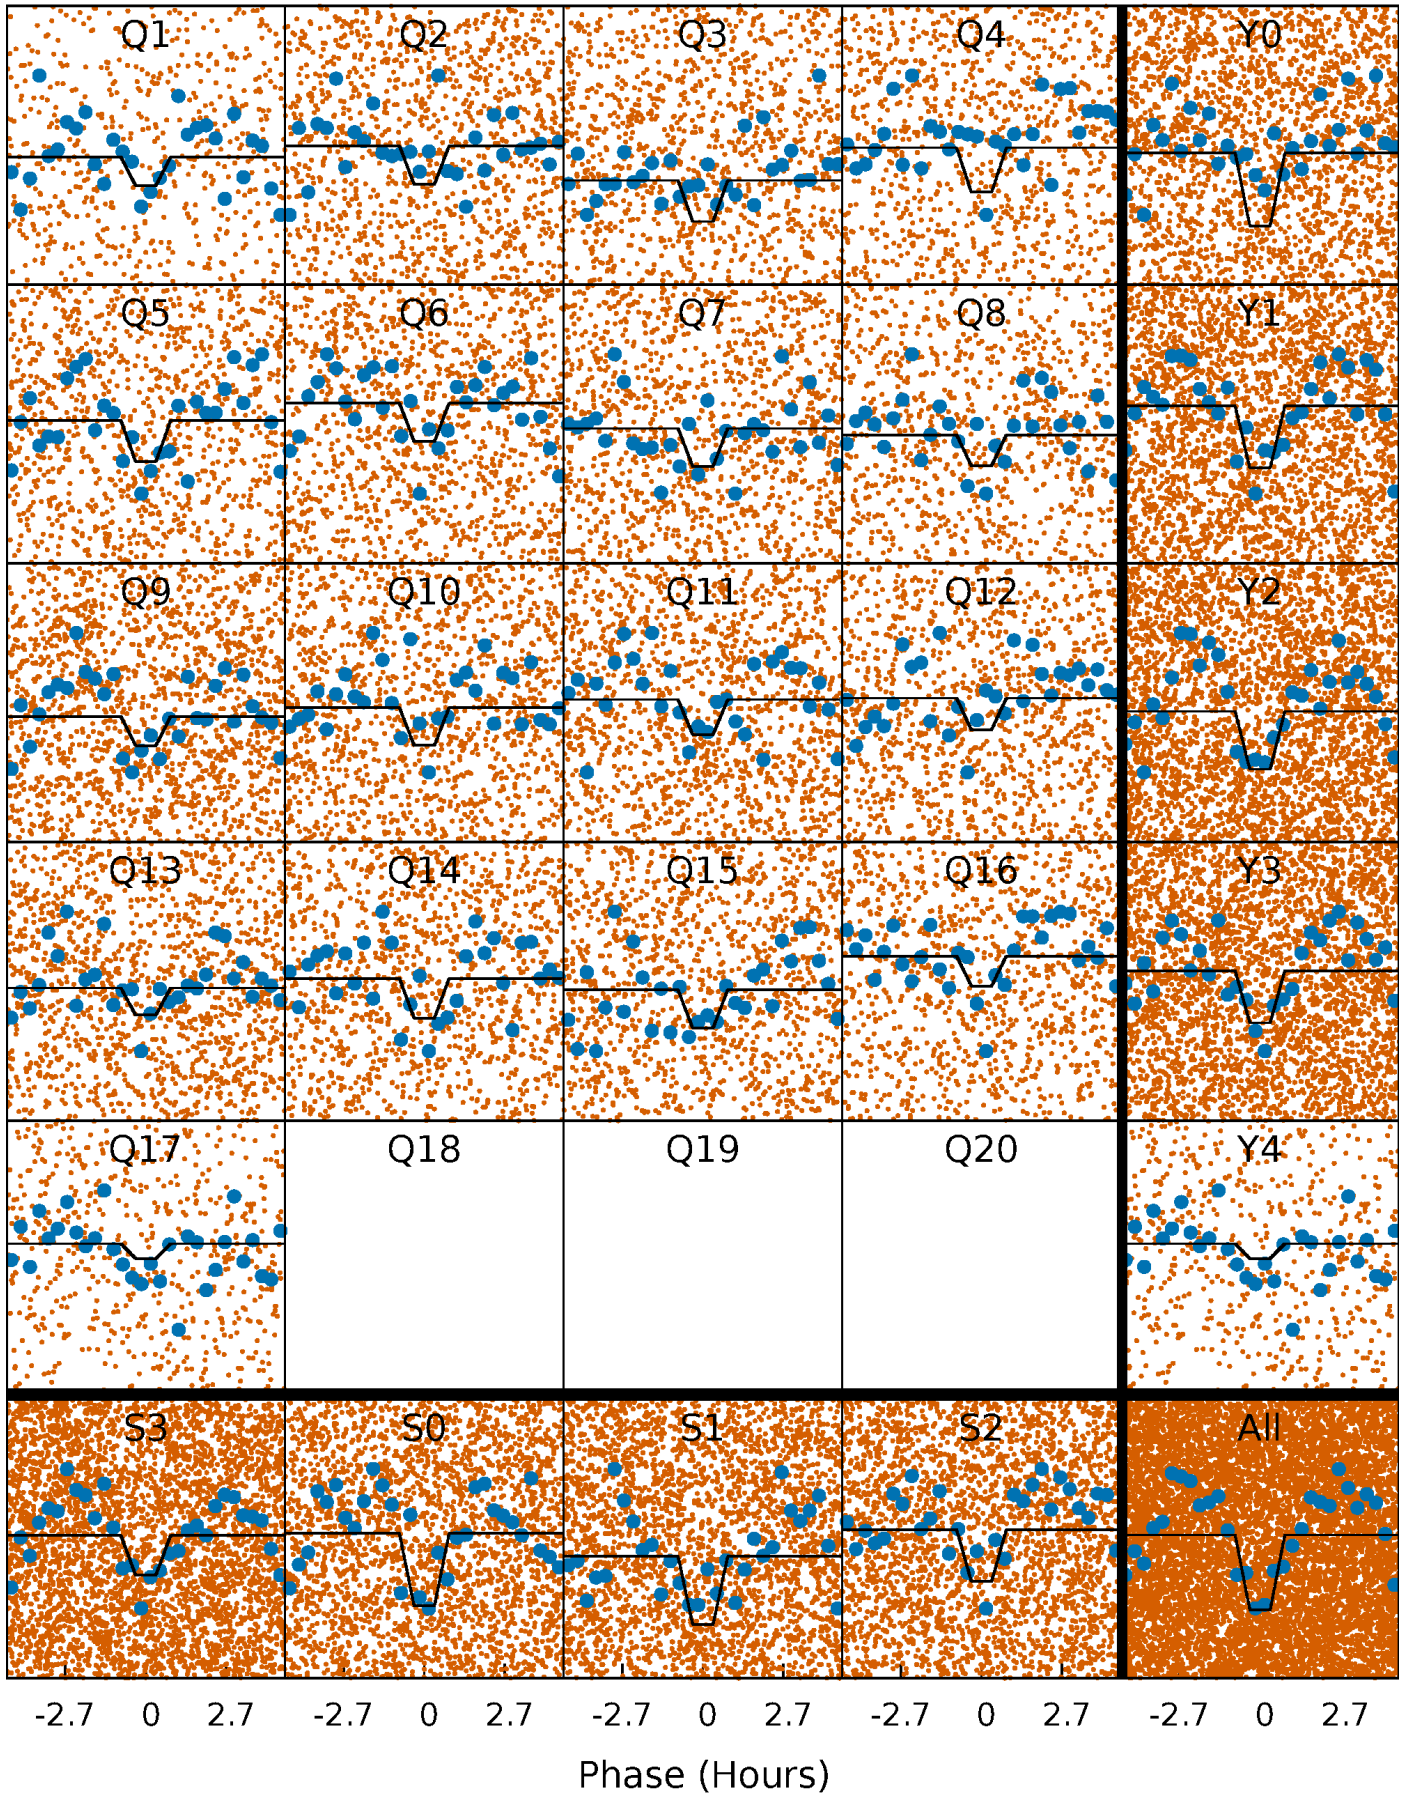 Q1 Q2 Q3 Q4 Y0
Q5 Q6 Q7 Q8 Y1
Q9 Q10 Q11 Q12 Y2
Q13 Q14 Q15 Q16 Y3
Q17 Q18 Q19 Q20 Y4
S3 S0 S1 S2 All
-2.7 0 2.7 -2.7 0 2.7 -2.7 0 2.7 -2.7 0 2.7 -2.7 0 2.7
Phase (Hours)